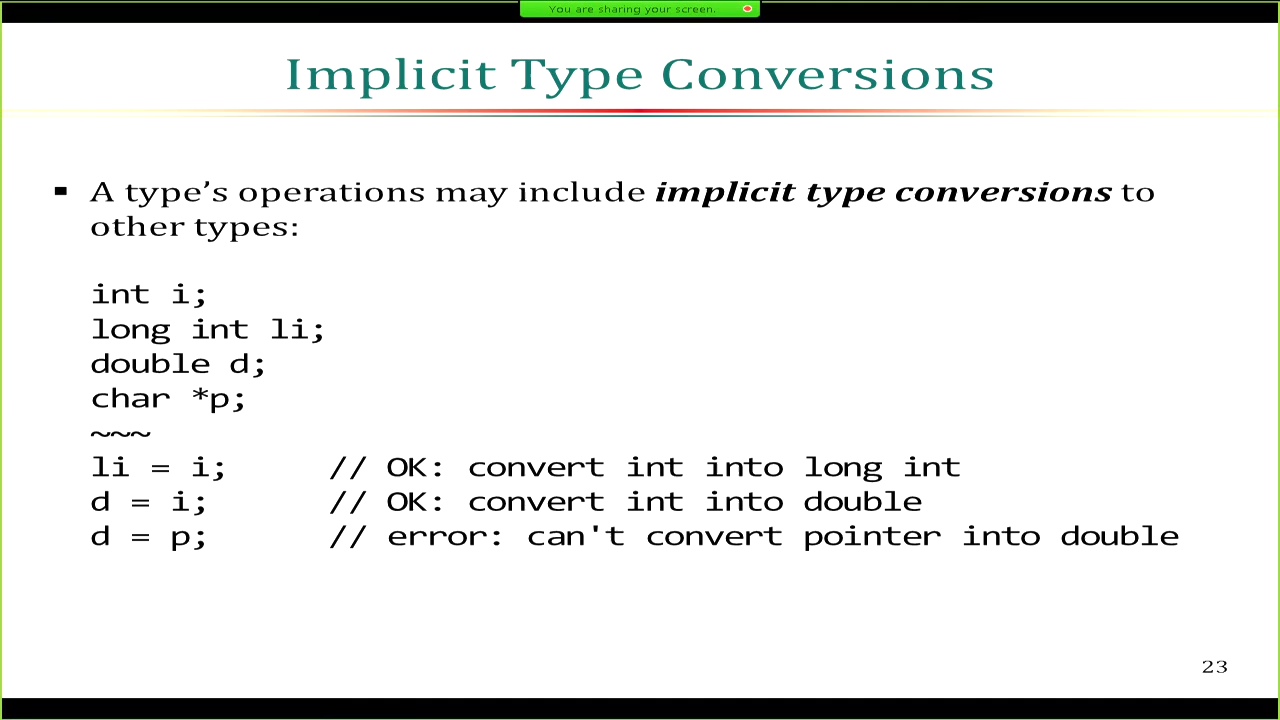 You are sharing your screen.
Implicit Type Conversions
▪ A type’s operations may include implicit type conversions to
other types:
int i;
long int li;
double d;
char *p;
~~~
li = i;     // OK: convert int into long int
d = i;      // OK: convert int into double
d = p;      // error: can't convert pointer into double
23